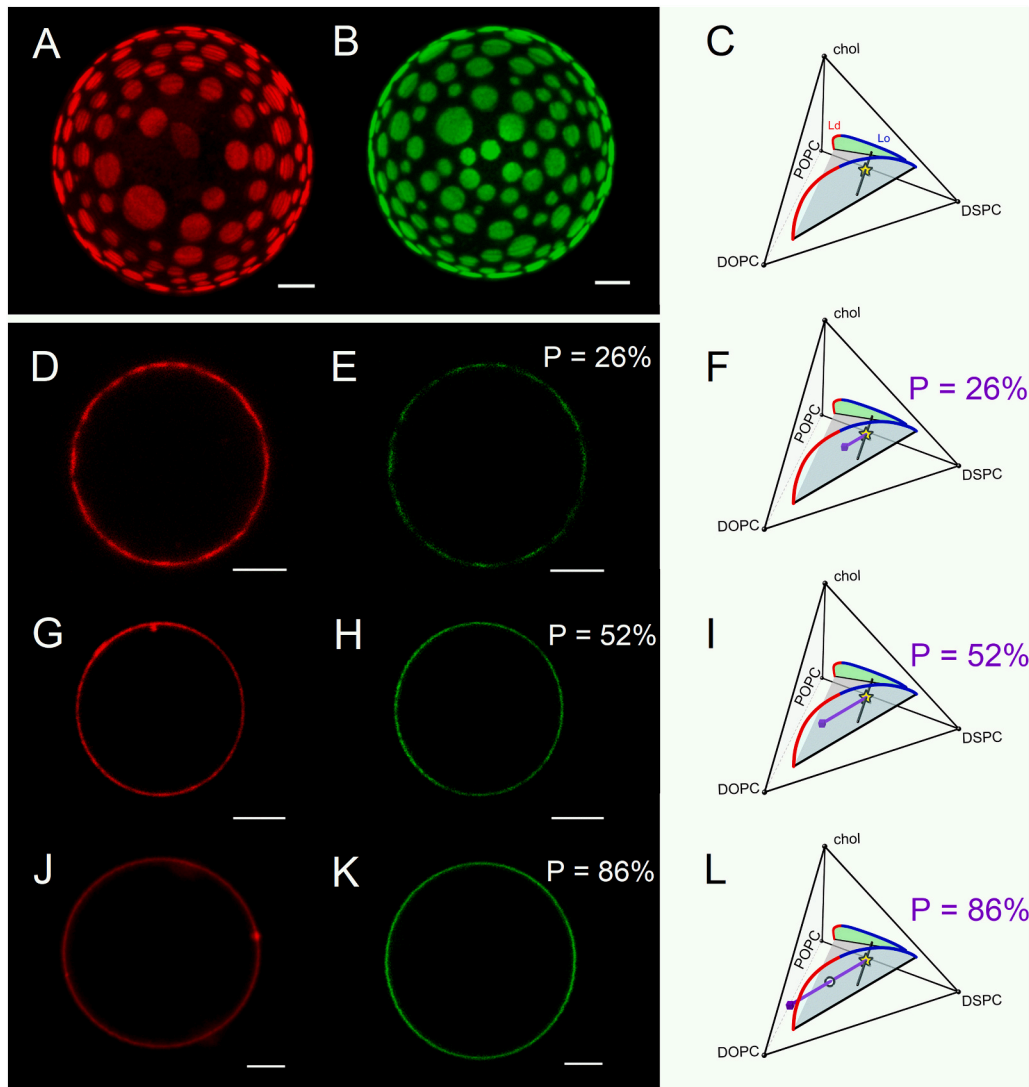 A
B
C
chol
Ld
Lo
POPC
DSPC
DOPC
D
E
P = 26%
F
chol
P = 26%
POPC
DSPC
DOPC
G
H
P = 52%
I
chol
P = 52%
POPC
DSPC
DOPC
J
K
P = 86%
L
chol
P = 86%
POPC
DSPC
DOPC